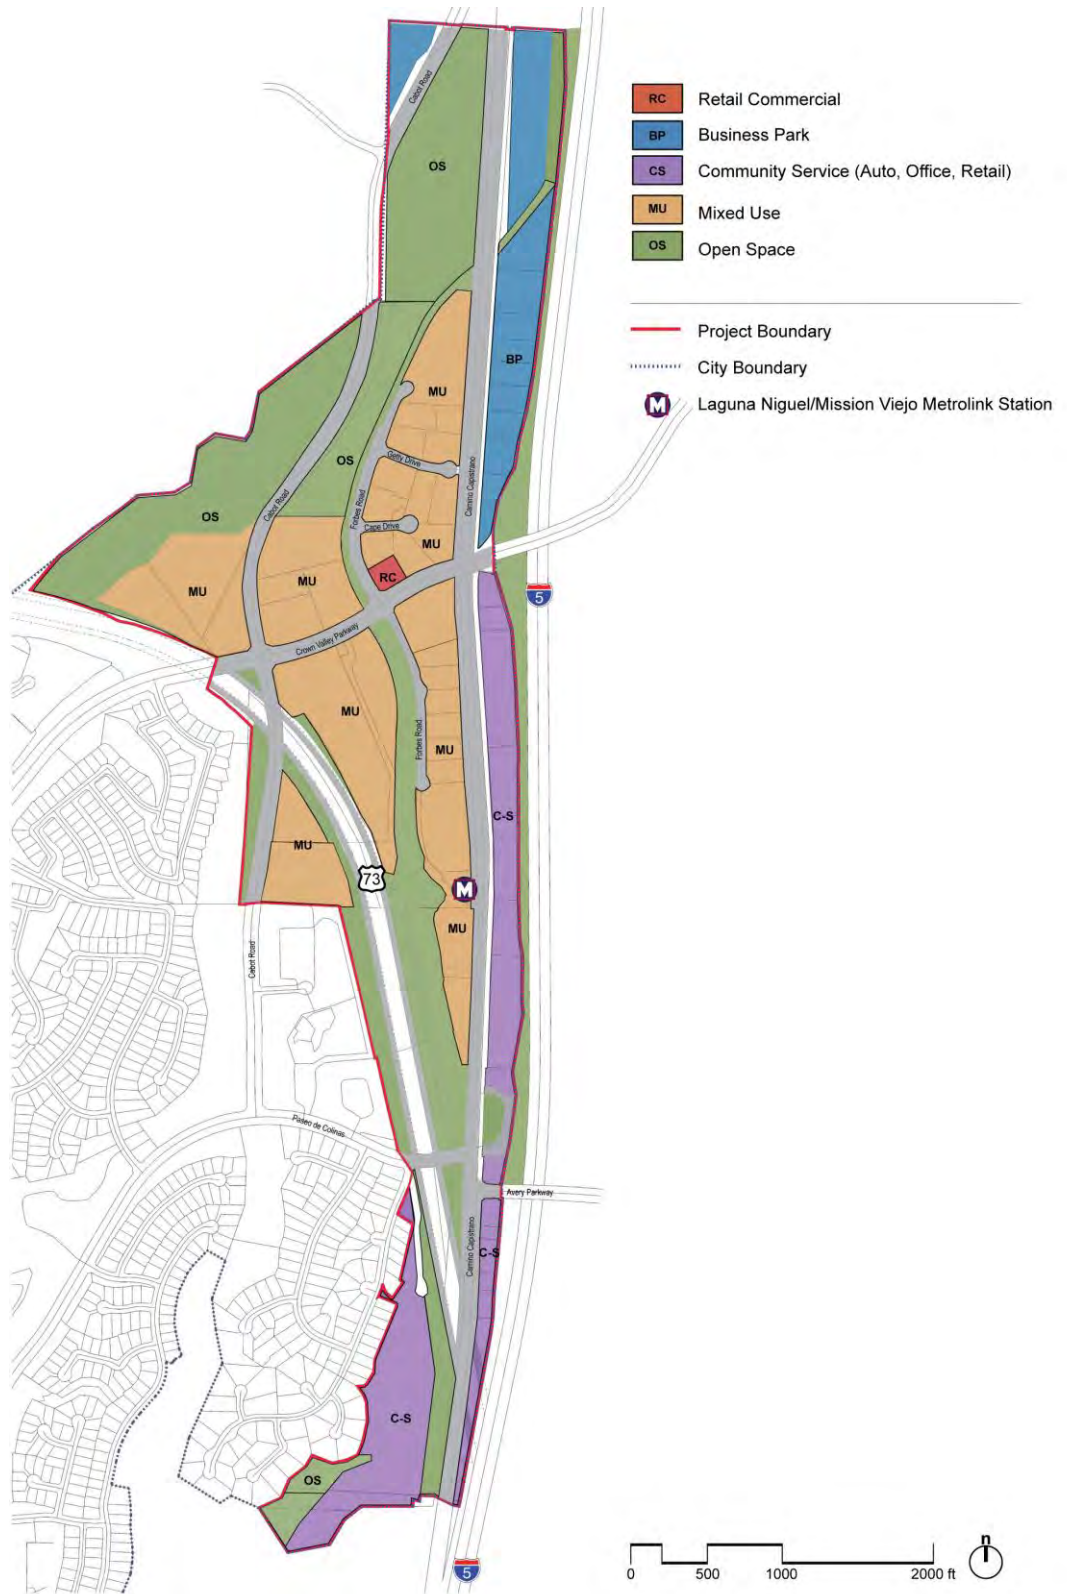 RC Retail Commercial
BP Business Park
CS Community Service (Auto, Office, Retail)
MU Mixed Use
OS Open Space
Project Boundary
City Boundary
M Laguna Niguel/Mission Viejo Metrolink Station
Cabot Road
OS
BP
MU
OS
Getty Drive
Camino Capistrano
Forbes Road
Cabot Road
OS
Cape Drive
MU
RC
MU
MU
5
Crown Valley Parkway
MU
Forbes Road
MU
C-S
MU
73
M
MU
Cabot Road
Paseo de Colinas
Avery Parkway
Camino Capistrano
C-S
C-S
OS
5
n
0 500 1000 2000 ft